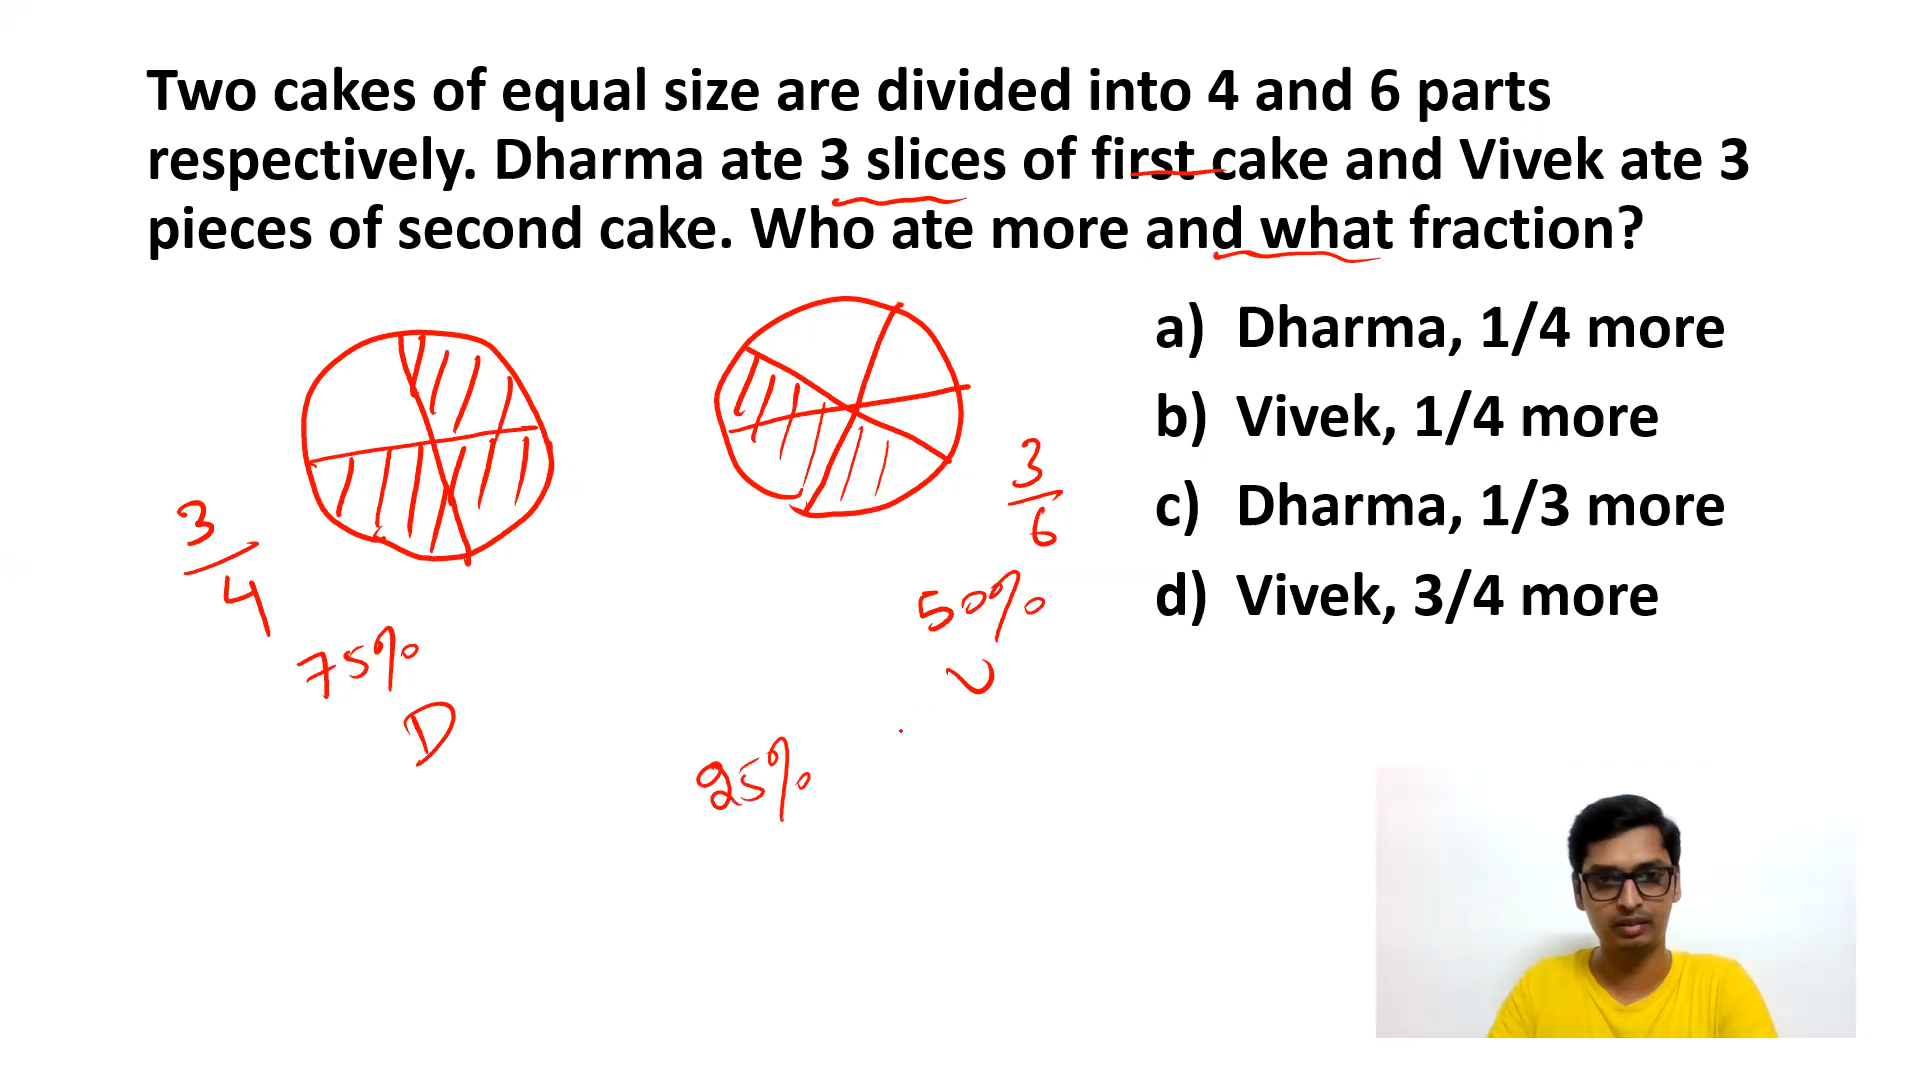 Two cakes of equal size are divided into 4 and 6 parts
respectively. Dharma ate 3 slices of first cake and Vivek ate 3
pieces of second cake. Who ate more and what fraction?
a) Dharma, 1/4 more
b) Vivek, 1/4 more
c) Dharma, 1/3 more
d) Vivek, 3/4 more
3/4
75%
D
3/6
50%
V
25%